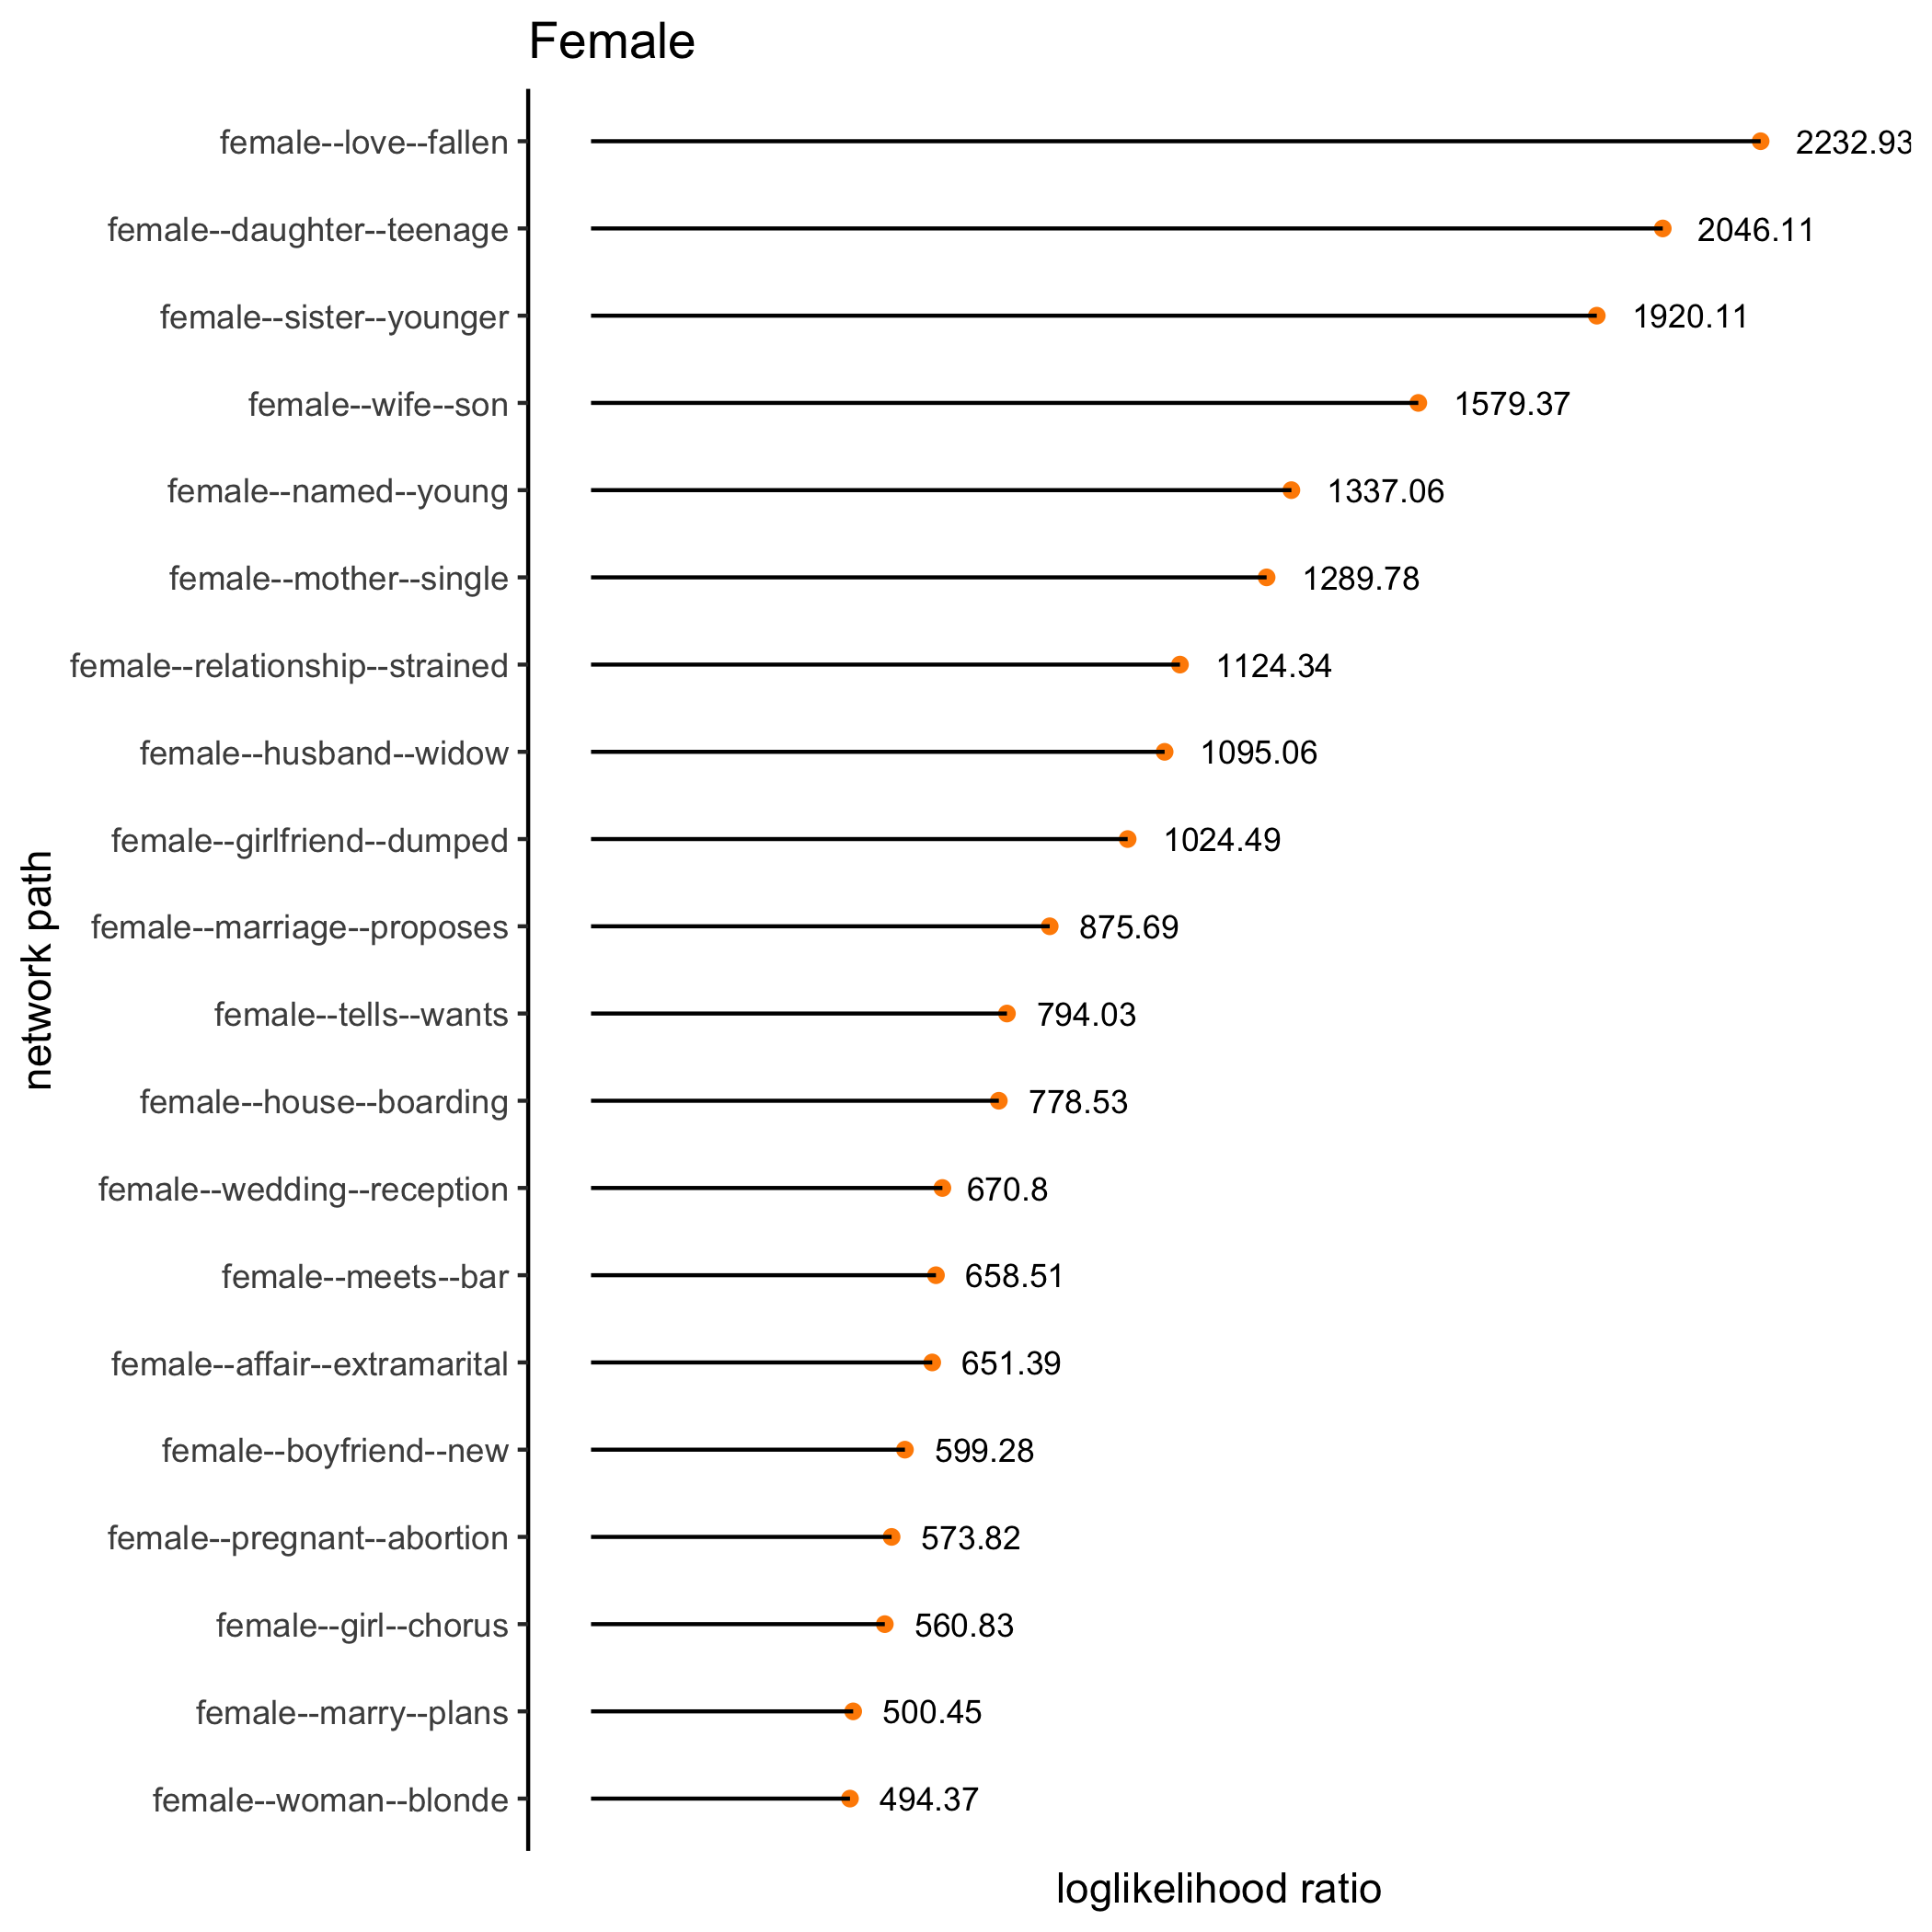 Female
female--love--fallen 2232.93
female--daughter--teenage 2046.11
female--sister--younger 1920.11
female--wife--son 1579.37
female--named--young 1337.06
female--mother--single 1289.78
female--relationship--strained 1124.34
female--husband--widow 1095.06
female--girlfriend--dumped 1024.49
female--marriage--proposes 875.69
female--tells--wants 794.03
female--house--boarding 778.53
female--wedding--reception 670.8
female--meets--bar 658.51
female--affair--extramarital 651.39
female--boyfriend--new 599.28
female--pregnant--abortion 573.82
female--girl--chorus 560.83
female--marry--plans 500.45
female--woman--blonde 494.37
network path
loglikelihood ratio